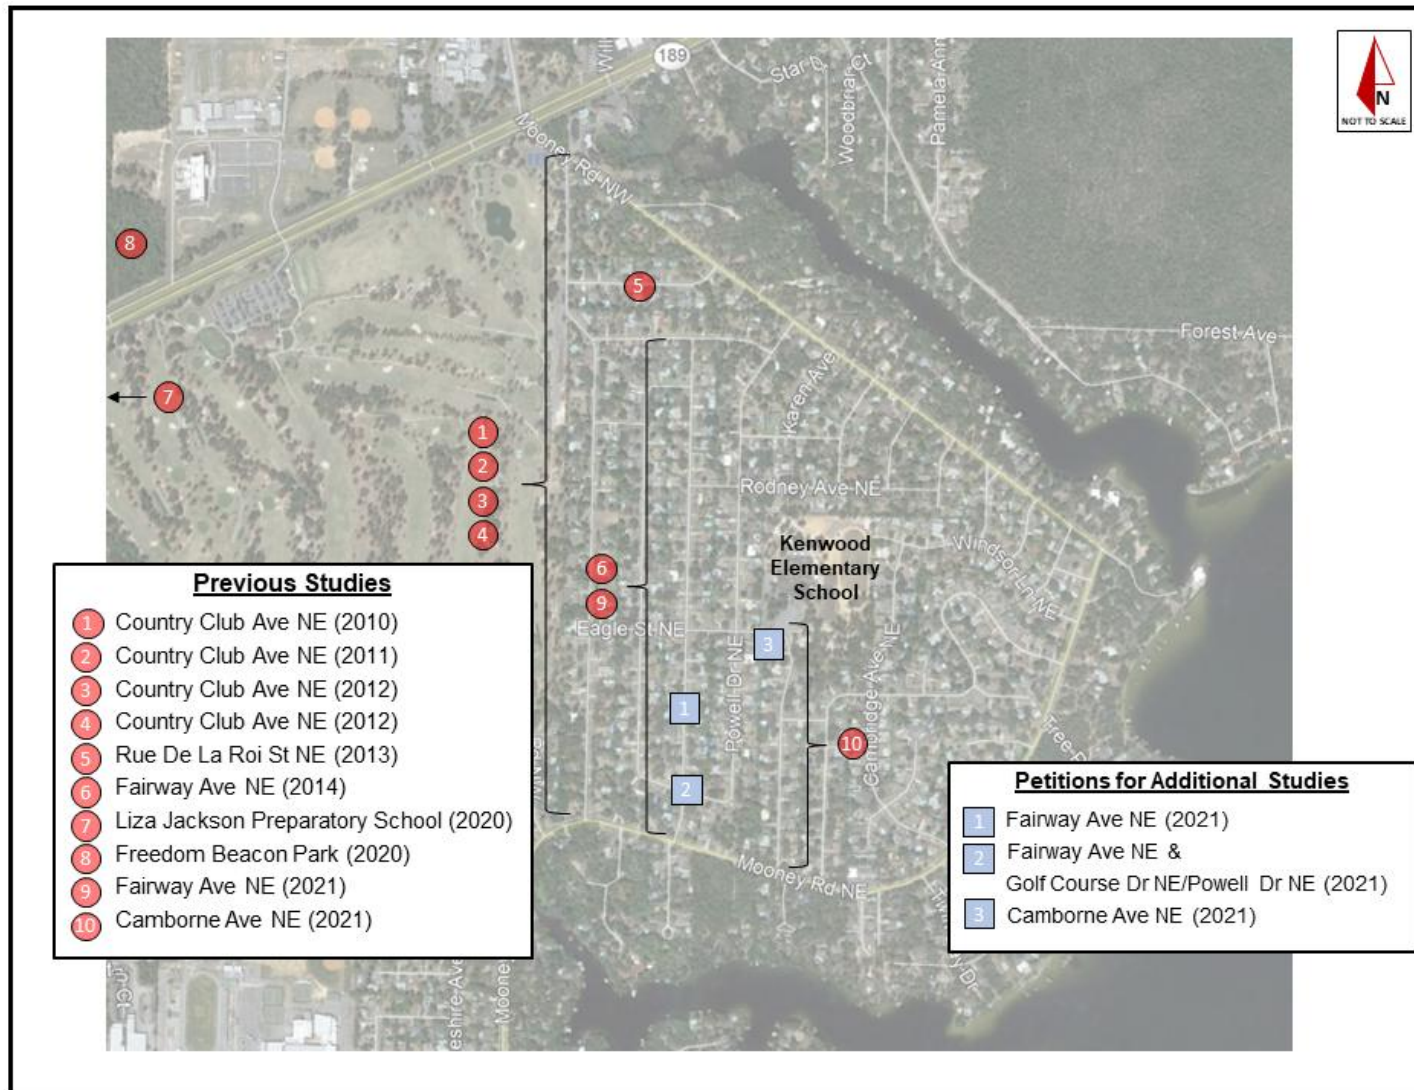 189
Star D
Woodbriar Ct
Pamela Ann
N
NOT TO SCALE
Mooney Rd NW
8
5
Forest Ave
7
Karen Ave
1
2
3
4
Rodney Ave NE
Kenwood
Elementary
School
Windsor Ln NE
6
9
Eagle St NE
3
1
2
Powell Dr NE
10
Cambridge Ave NE
Mooney Rd NE
Previous Studies
1 Country Club Ave NE (2010)
2 Country Club Ave NE (2011)
3 Country Club Ave NE (2012)
4 Country Club Ave NE (2012)
5 Rue De La Roi St NE (2013)
6 Fairway Ave NE (2014)
7 Liza Jackson Preparatory School (2020)
8 Freedom Beacon Park (2020)
9 Fairway Ave NE (2021)
10 Camborne Ave NE (2021)
Petitions for Additional Studies
1 Fairway Ave NE (2021)
2 Fairway Ave NE &
Golf Course Dr NE/Powell Dr NE (2021)
3 Camborne Ave NE (2021)
eshire Ave
Mooney